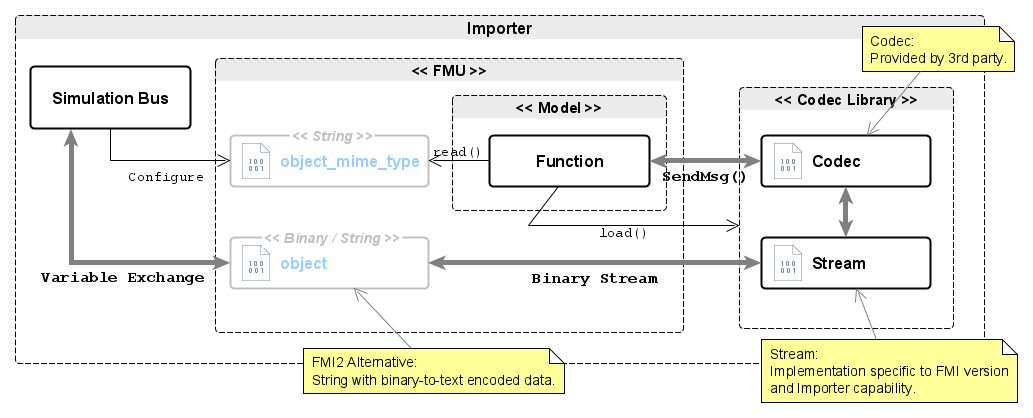 Importer
Codec:
Provided by 3rd party.
<< FMU >>
Simulation Bus
<< Model >>
<< Codec Library >>
<< String >>
100
001
object_mime_type
read()
Function
SendMsg()
100
001
Codec
Configure
load()
<< Binary / String >>
100
001
object
Variable Exchange
Binary Stream
100
001
Stream
FMI2 Alternative:
String with binary-to-text encoded data.
Stream:
Implementation specific to FMI version
and Importer capability.